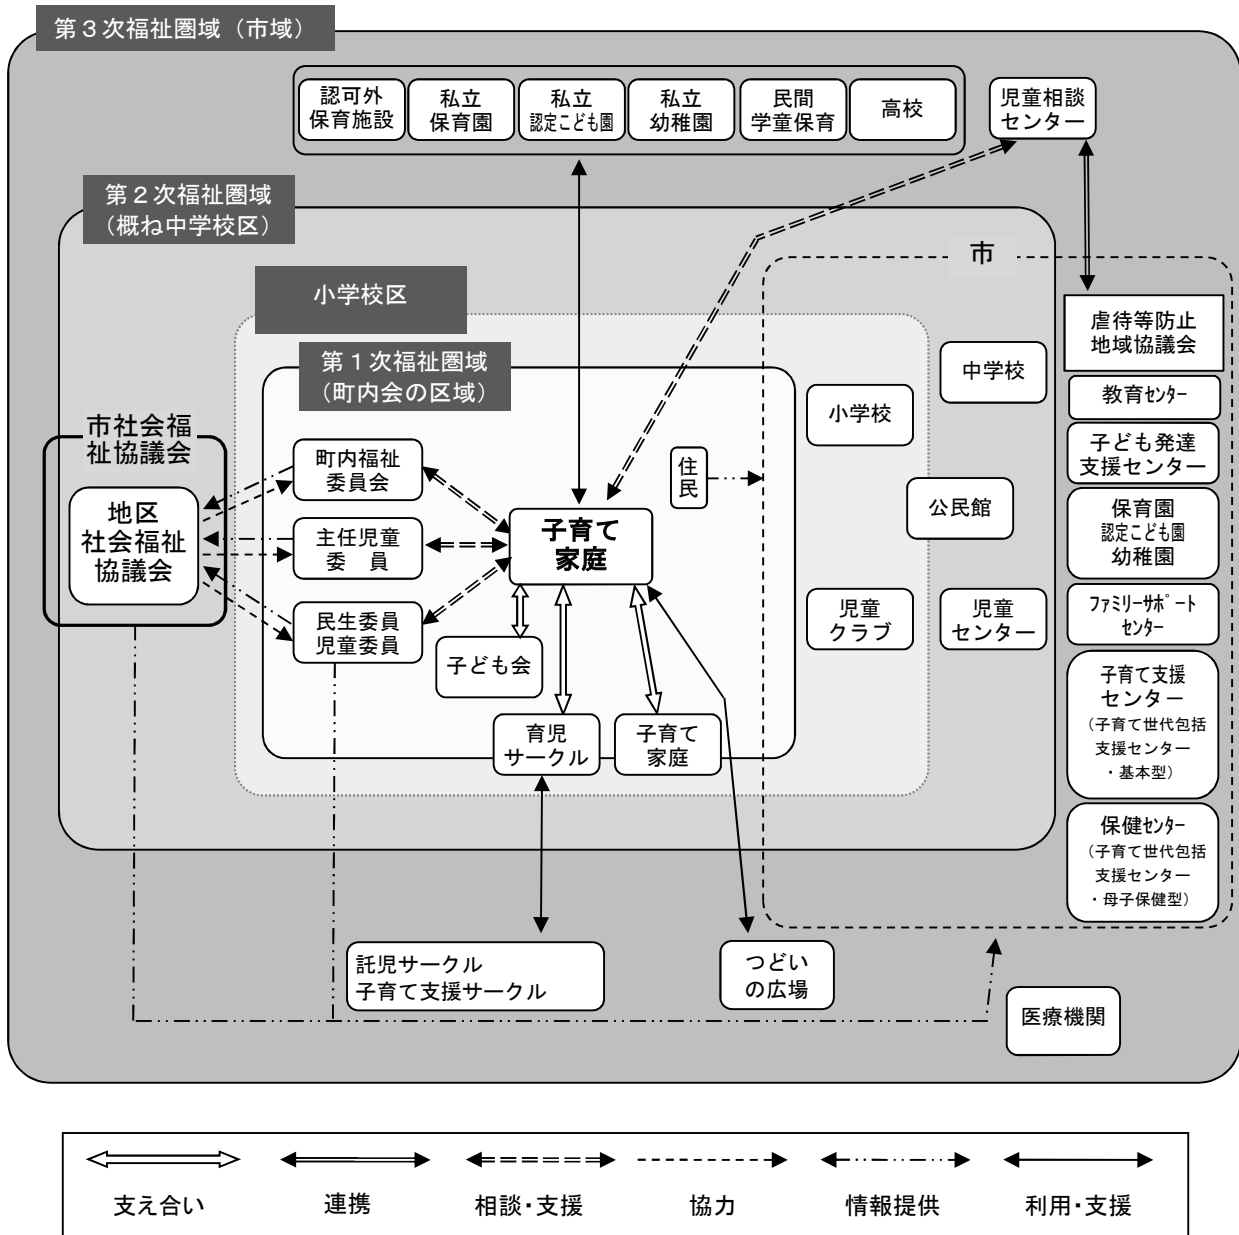 第３次福祉圏域（市域）
認可外
保育施設
私立
保育園
私立
認定こども園
私立
幼稚園
民間
学童保育
高校
児童相談
センター
第２次福祉圏域
（概ね中学校区）
市
小学校区
虐待等防止
地域協議会
第１次福祉圏域
（町内会の区域）
中学校
教育ｾﾝﾀｰ
小学校
市社会福
祉協議会
子ども発達
支援センター
町内福祉
委員会
住
民
地区
社会福祉
協議会
保育園
認定こども園
幼稚園
公民館
主任児童
委　員
子育て
家庭
民生委員
児童委員
児童
クラブ
児童
センター
ﾌｧﾐﾘｰｻﾎﾟｰﾄ
ｾﾝﾀｰ
子ども会
子育て支援
センター
（子育て世代包括
支援センター
・基本型）
育児
サークル
子育て
家庭
保健ｾﾝﾀｰ
（子育て世代包括
支援センター
・母子保健型）
託児サークル
子育て支援サークル
つどい
の広場
医療機関
支え合い
連携
相談・支援
協力
情報提供
利用・支援